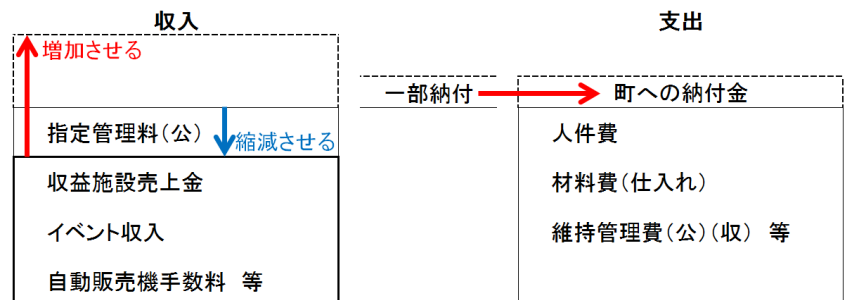 収入
増加させる
指定管理料(公)
縮減させる
収益施設売上金
イベント収入
自動販売機手数料 等
一部納付
支出
町への納付金
人件費
材料費(仕入れ)
維持管理費(公)(収) 等